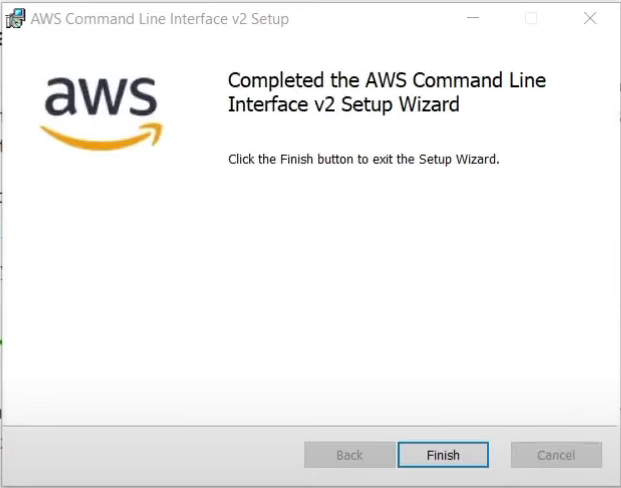 AWS Command Line Interface v2 Setup
aws
Completed the AWS Command Line
Interface v2 Setup Wizard
Click the Finish button to exit the Setup Wizard.
Back
Finish
Cancel